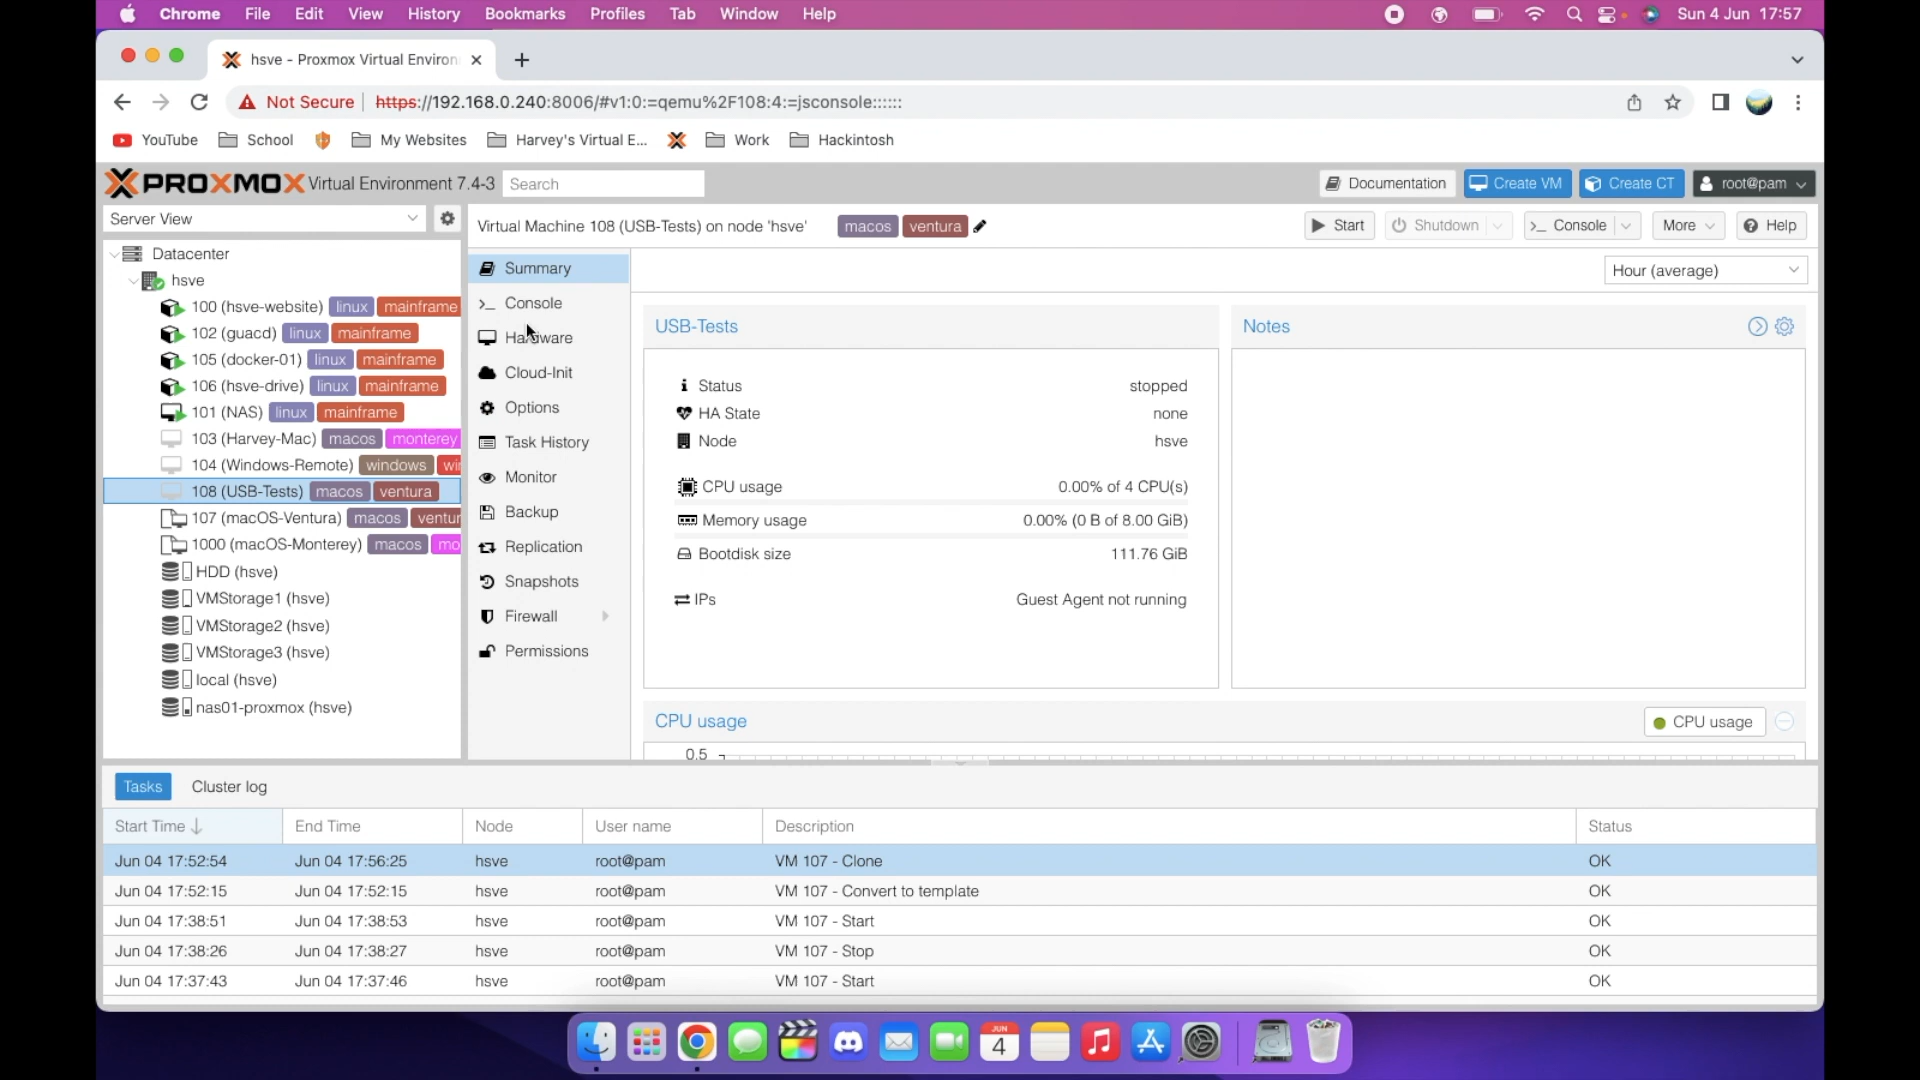 Chrome File Edit View History Bookmarks Profiles Tab Window Help Sun 4 Jun 17:57
hsve - Proxmox Virtual Environ
Not Secure https://192.168.0.240:8006/#v1:0:=qemu%2F108:4:=jsconsole::::::
YouTube School My Websites Harvey's Virtual E... Work Hackintosh
PROXMOX Virtual Environment 7.4-3 Search Documentation Create VM Create CT root@pam
Server View
Virtual Machine 108 (USB-Tests) on node 'hsve' macos ventura Start Shutdown Console More Help
Datacenter
hsve
100 (hsve-website) linux mainframe
102 (guacd) linux mainframe
105 (docker-01) linux mainframe
106 (hsve-drive) linux mainframe
101 (NAS) linux mainframe
103 (Harvey-Mac) macos monterey
104 (Windows-Remote) windows wi
108 (USB-Tests) macos ventura
107 (macOS-Ventura) macos ventur
1000 (macOS-Monterey) macos mo
HDD (hsve)
VMStorage1 (hsve)
VMStorage2 (hsve)
VMStorage3 (hsve)
local (hsve)
nas01-proxmox (hsve)
Summary
Console
Hardware
Cloud-Init
Options
Task History
Monitor
Backup
Replication
Snapshots
Firewall
Permissions
Hour (average)
USB-Tests
Status stopped
HA State none
Node hsve
CPU usage 0.00% of 4 CPU(s)
Memory usage 0.00% (0 B of 8.00 GiB)
Bootdisk size 111.76 GiB
IPs Guest Agent not running
Notes
CPU usage CPU usage
0.5
Tasks Cluster log
Start Time End Time Node User name Description Status
Jun 04 17:52:54 Jun 04 17:56:25 hsve root@pam VM 107 - Clone OK
Jun 04 17:52:15 Jun 04 17:52:15 hsve root@pam VM 107 - Convert to template OK
Jun 04 17:38:51 Jun 04 17:38:53 hsve root@pam VM 107 - Start OK
Jun 04 17:38:26 Jun 04 17:38:27 hsve root@pam VM 107 - Stop OK
Jun 04 17:37:43 Jun 04 17:37:46 hsve root@pam VM 107 - Start OK
JUN
4